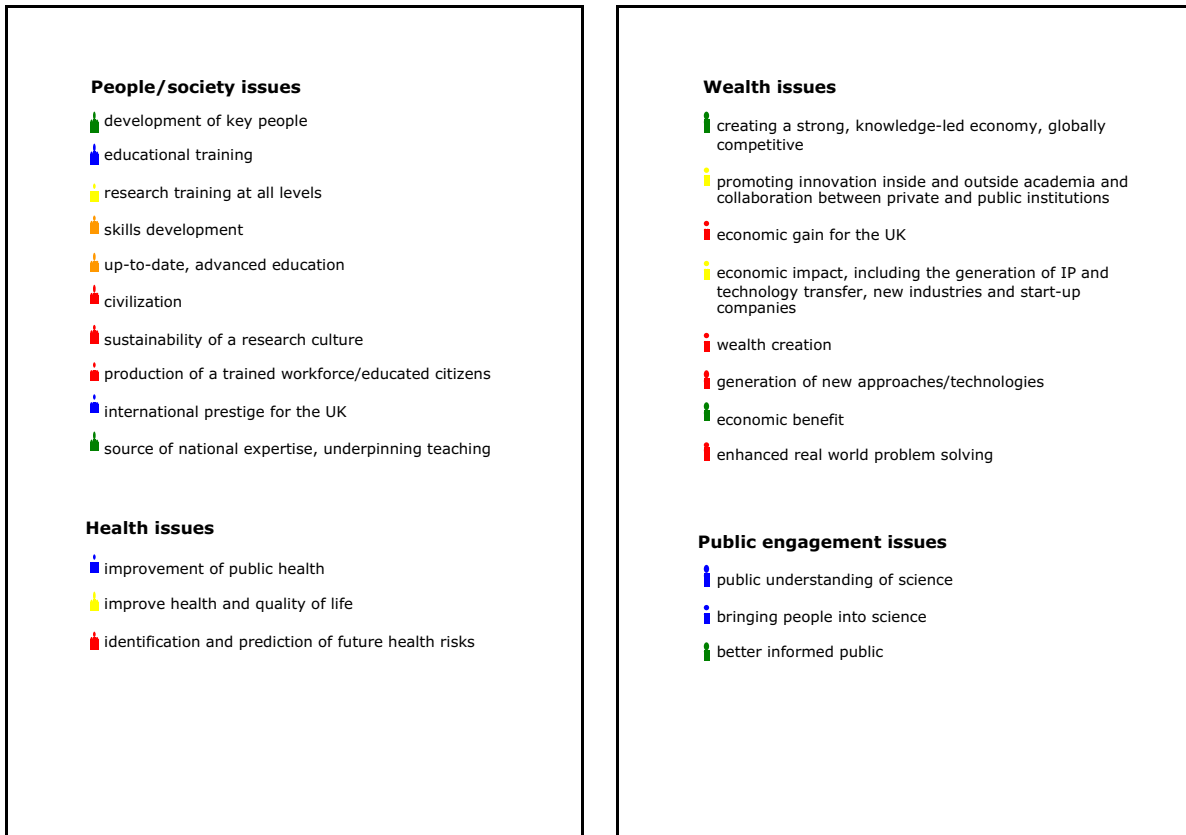 People/society issues
development of key people
educational training
research training at all levels
skills development
up-to-date, advanced education
civilization
sustainability of a research culture
production of a trained workforce/educated citizens
international prestige for the UK
source of national expertise, underpinning teaching
Health issues
improvement of public health
improve health and quality of life
identification and prediction of future health risks
Wealth issues
creating a strong, knowledge-led economy, globally
competitive
promoting innovation inside and outside academia and
collaboration between private and public institutions
economic gain for the UK
economic impact, including the generation of IP and
technology transfer, new industries and start-up
companies
wealth creation
generation of new approaches/technologies
economic benefit
enhanced real world problem solving
Public engagement issues
public understanding of science
bringing people into science
better informed public